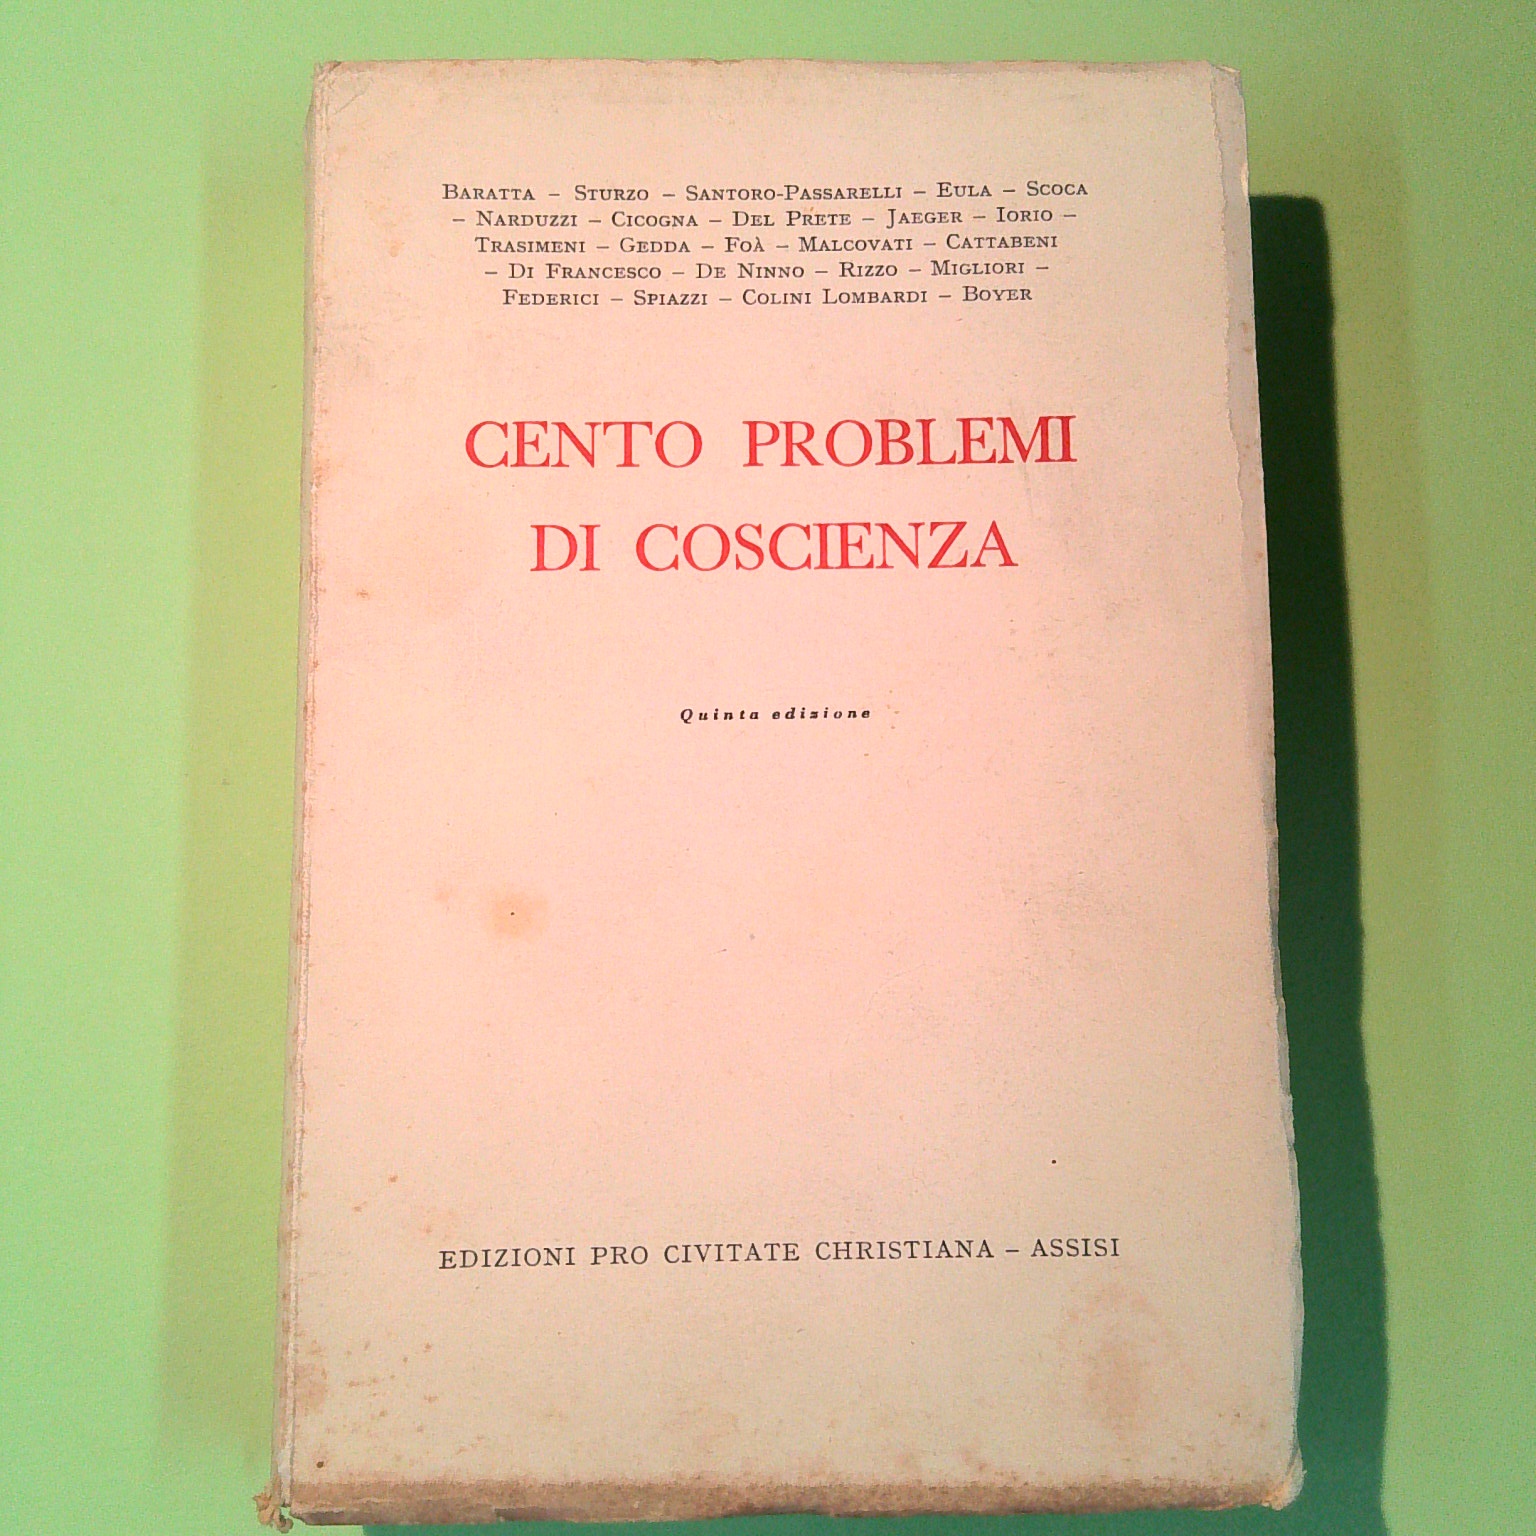 BARATTA – STURZO – SANTORO-PASSARELLI – EULA – SCOCA
– NARDUZZI – CICOGNA – DEL PRETE – JAEGER – IORIO –
TRASIMENI – GEDDA – FOÀ – MALCOVATI – CATTABENI
– DI FRANCESCO – DE NINNO – RIZZO – MIGLIORI –
FEDERICI – SPIAZZI – COLINI LOMBARDI – BOYER
CENTO PROBLEMI
DI COSCIENZA
Quinta edizione
EDIZIONI PRO CIVITATE CHRISTIANA – ASSISI